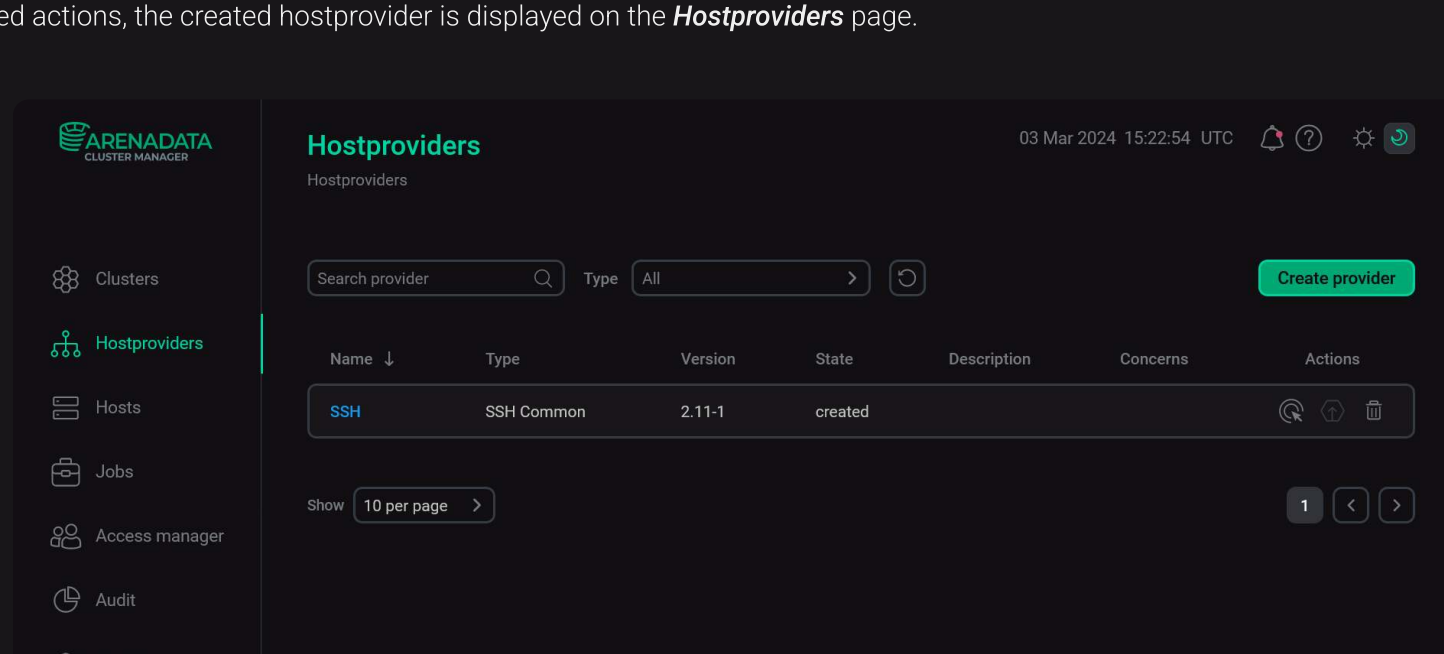 ed actions, the created hostprovider is displayed on the Hostproviders page.
ARENADATA
CLUSTER MANAGER
Hostproviders
Hostproviders
03 Mar 2024 15:22:54 UTC
Clusters
Hostproviders
Hosts
Jobs
Access manager
Audit
Search provider
Type
All
Create provider
Name Type Version State Description Concerns Actions
SSH SSH Common 2.11-1 created
Show 10 per page
1